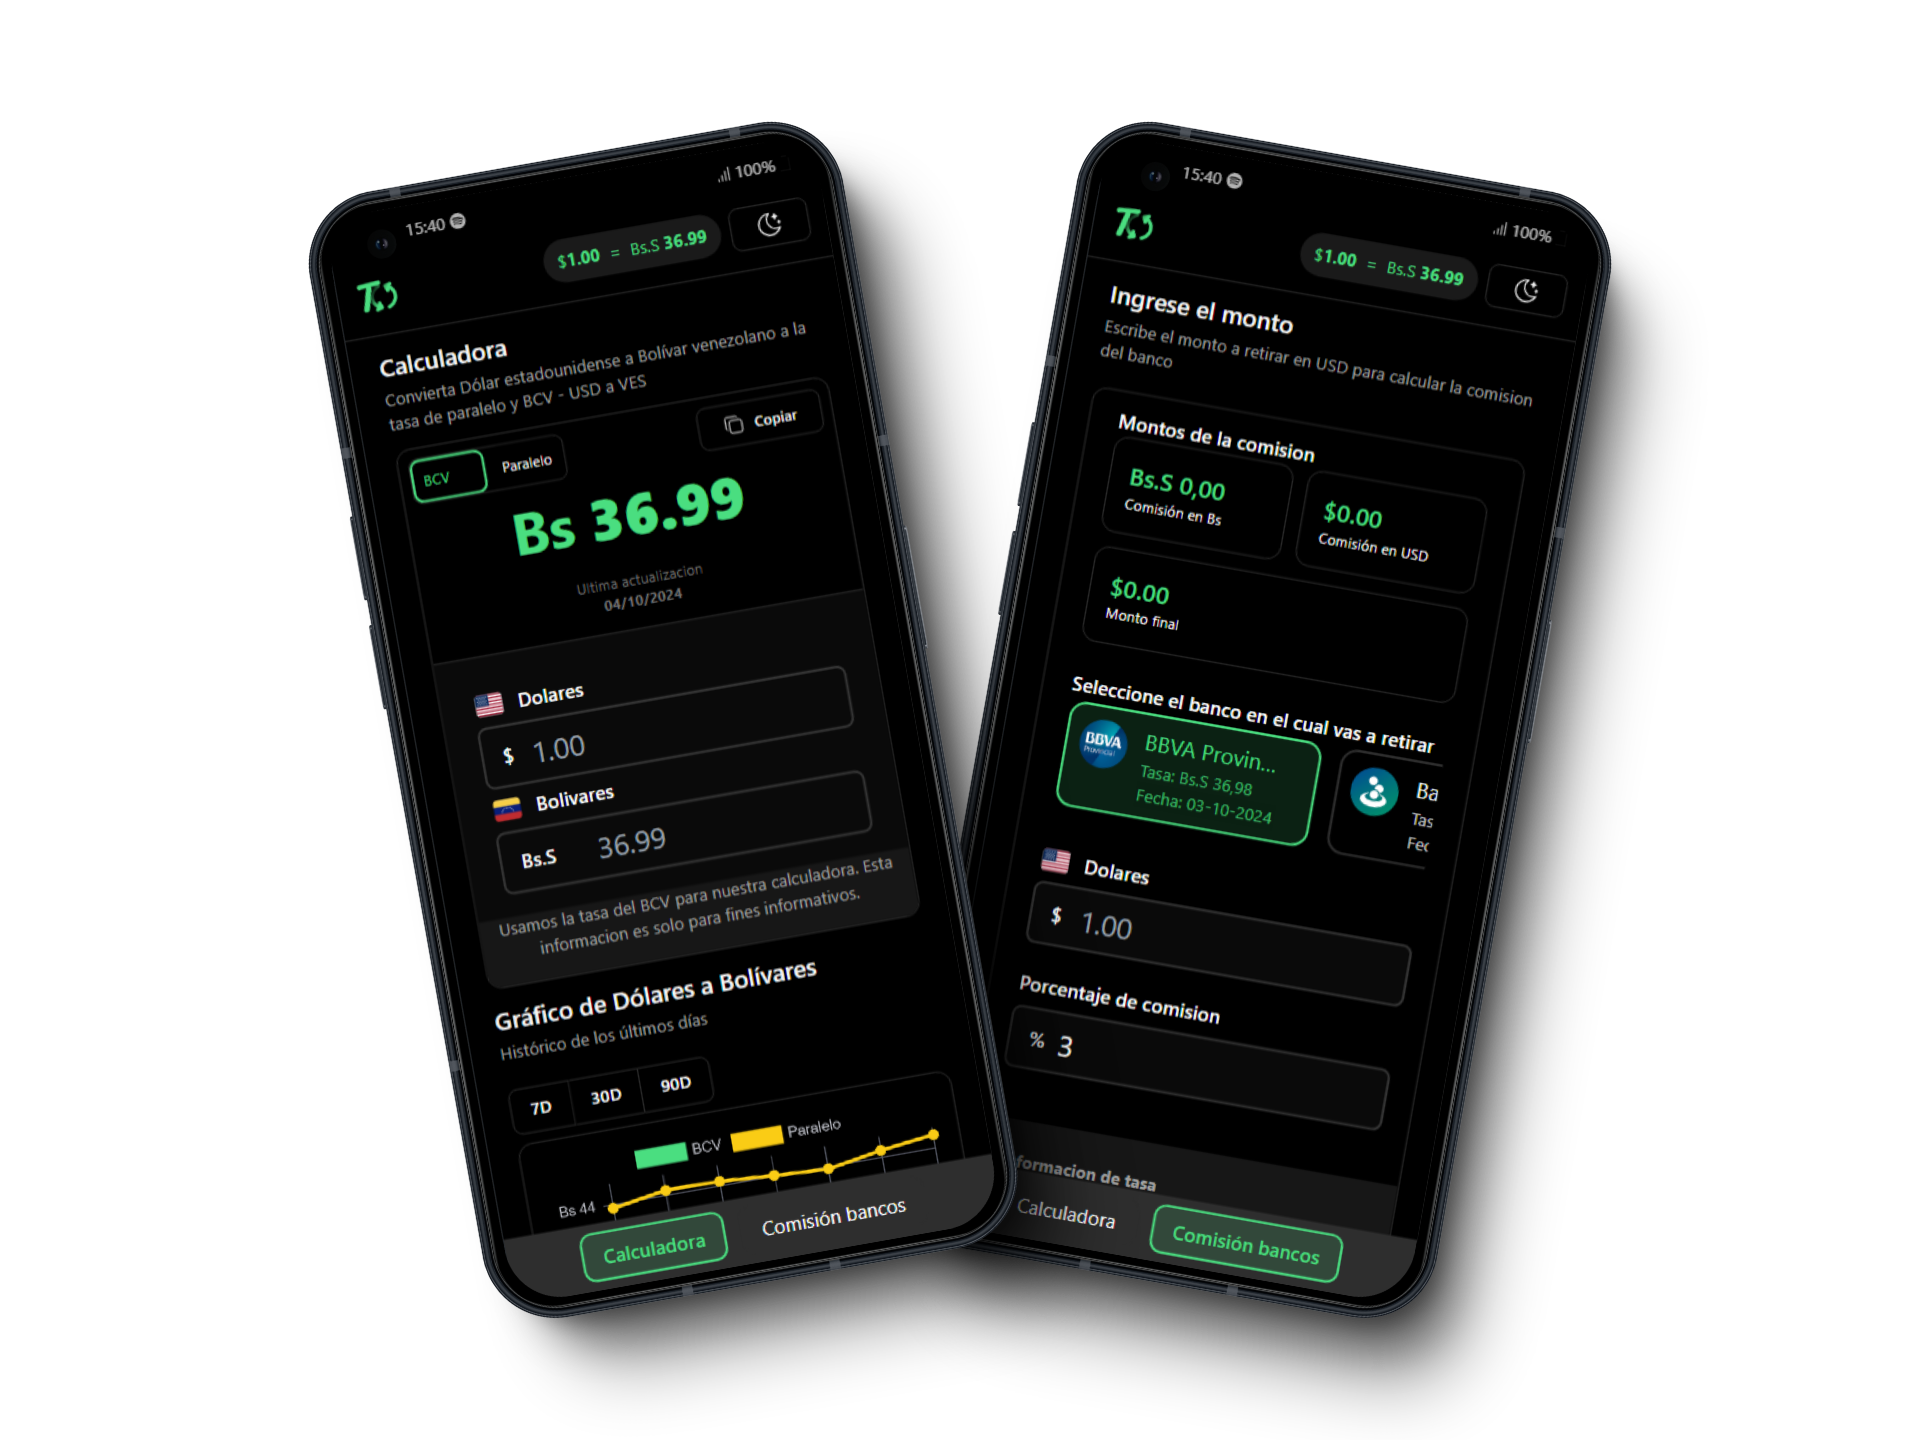 15:40
100%
$1.00 = Bs.S 36.99
Calculadora
Convierta Dólar estadounidense a Bolívar venezolano a la
tasa de paralelo y BCV - USD a VES
BCV
Paralelo
Copiar
Bs 36.99
Ultima actualizacion
04/10/2024
Dolares
$ 1.00
Bolivares
Bs.S 36.99
Usamos la tasa del BCV para nuestra calculadora. Esta
informacion es solo para fines informativos.
Gráfico de Dólares a Bolívares
Histórico de los últimos días
7D
30D
90D
BCV
Paralelo
Bs 44
Calculadora
Comisión bancos
15:40
100%
$1.00 = Bs.S 36.99
Ingrese el monto
Escribe el monto a retirar en USD para calcular la comision
del banco
Montos de la comision
Bs.S 0,00
Comisión en Bs
$0.00
Comisión en USD
$0.00
Monto final
Seleccione el banco en el cual vas a retirar
BBVA
Provincial
BBVA Provin...
Tasa: Bs.S 36,98
Fecha: 03-10-2024
Ba
Tas
Fec
Dolares
$ 1.00
Porcentaje de comision
% 3
formacion de tasa
Calculadora
Comisión bancos